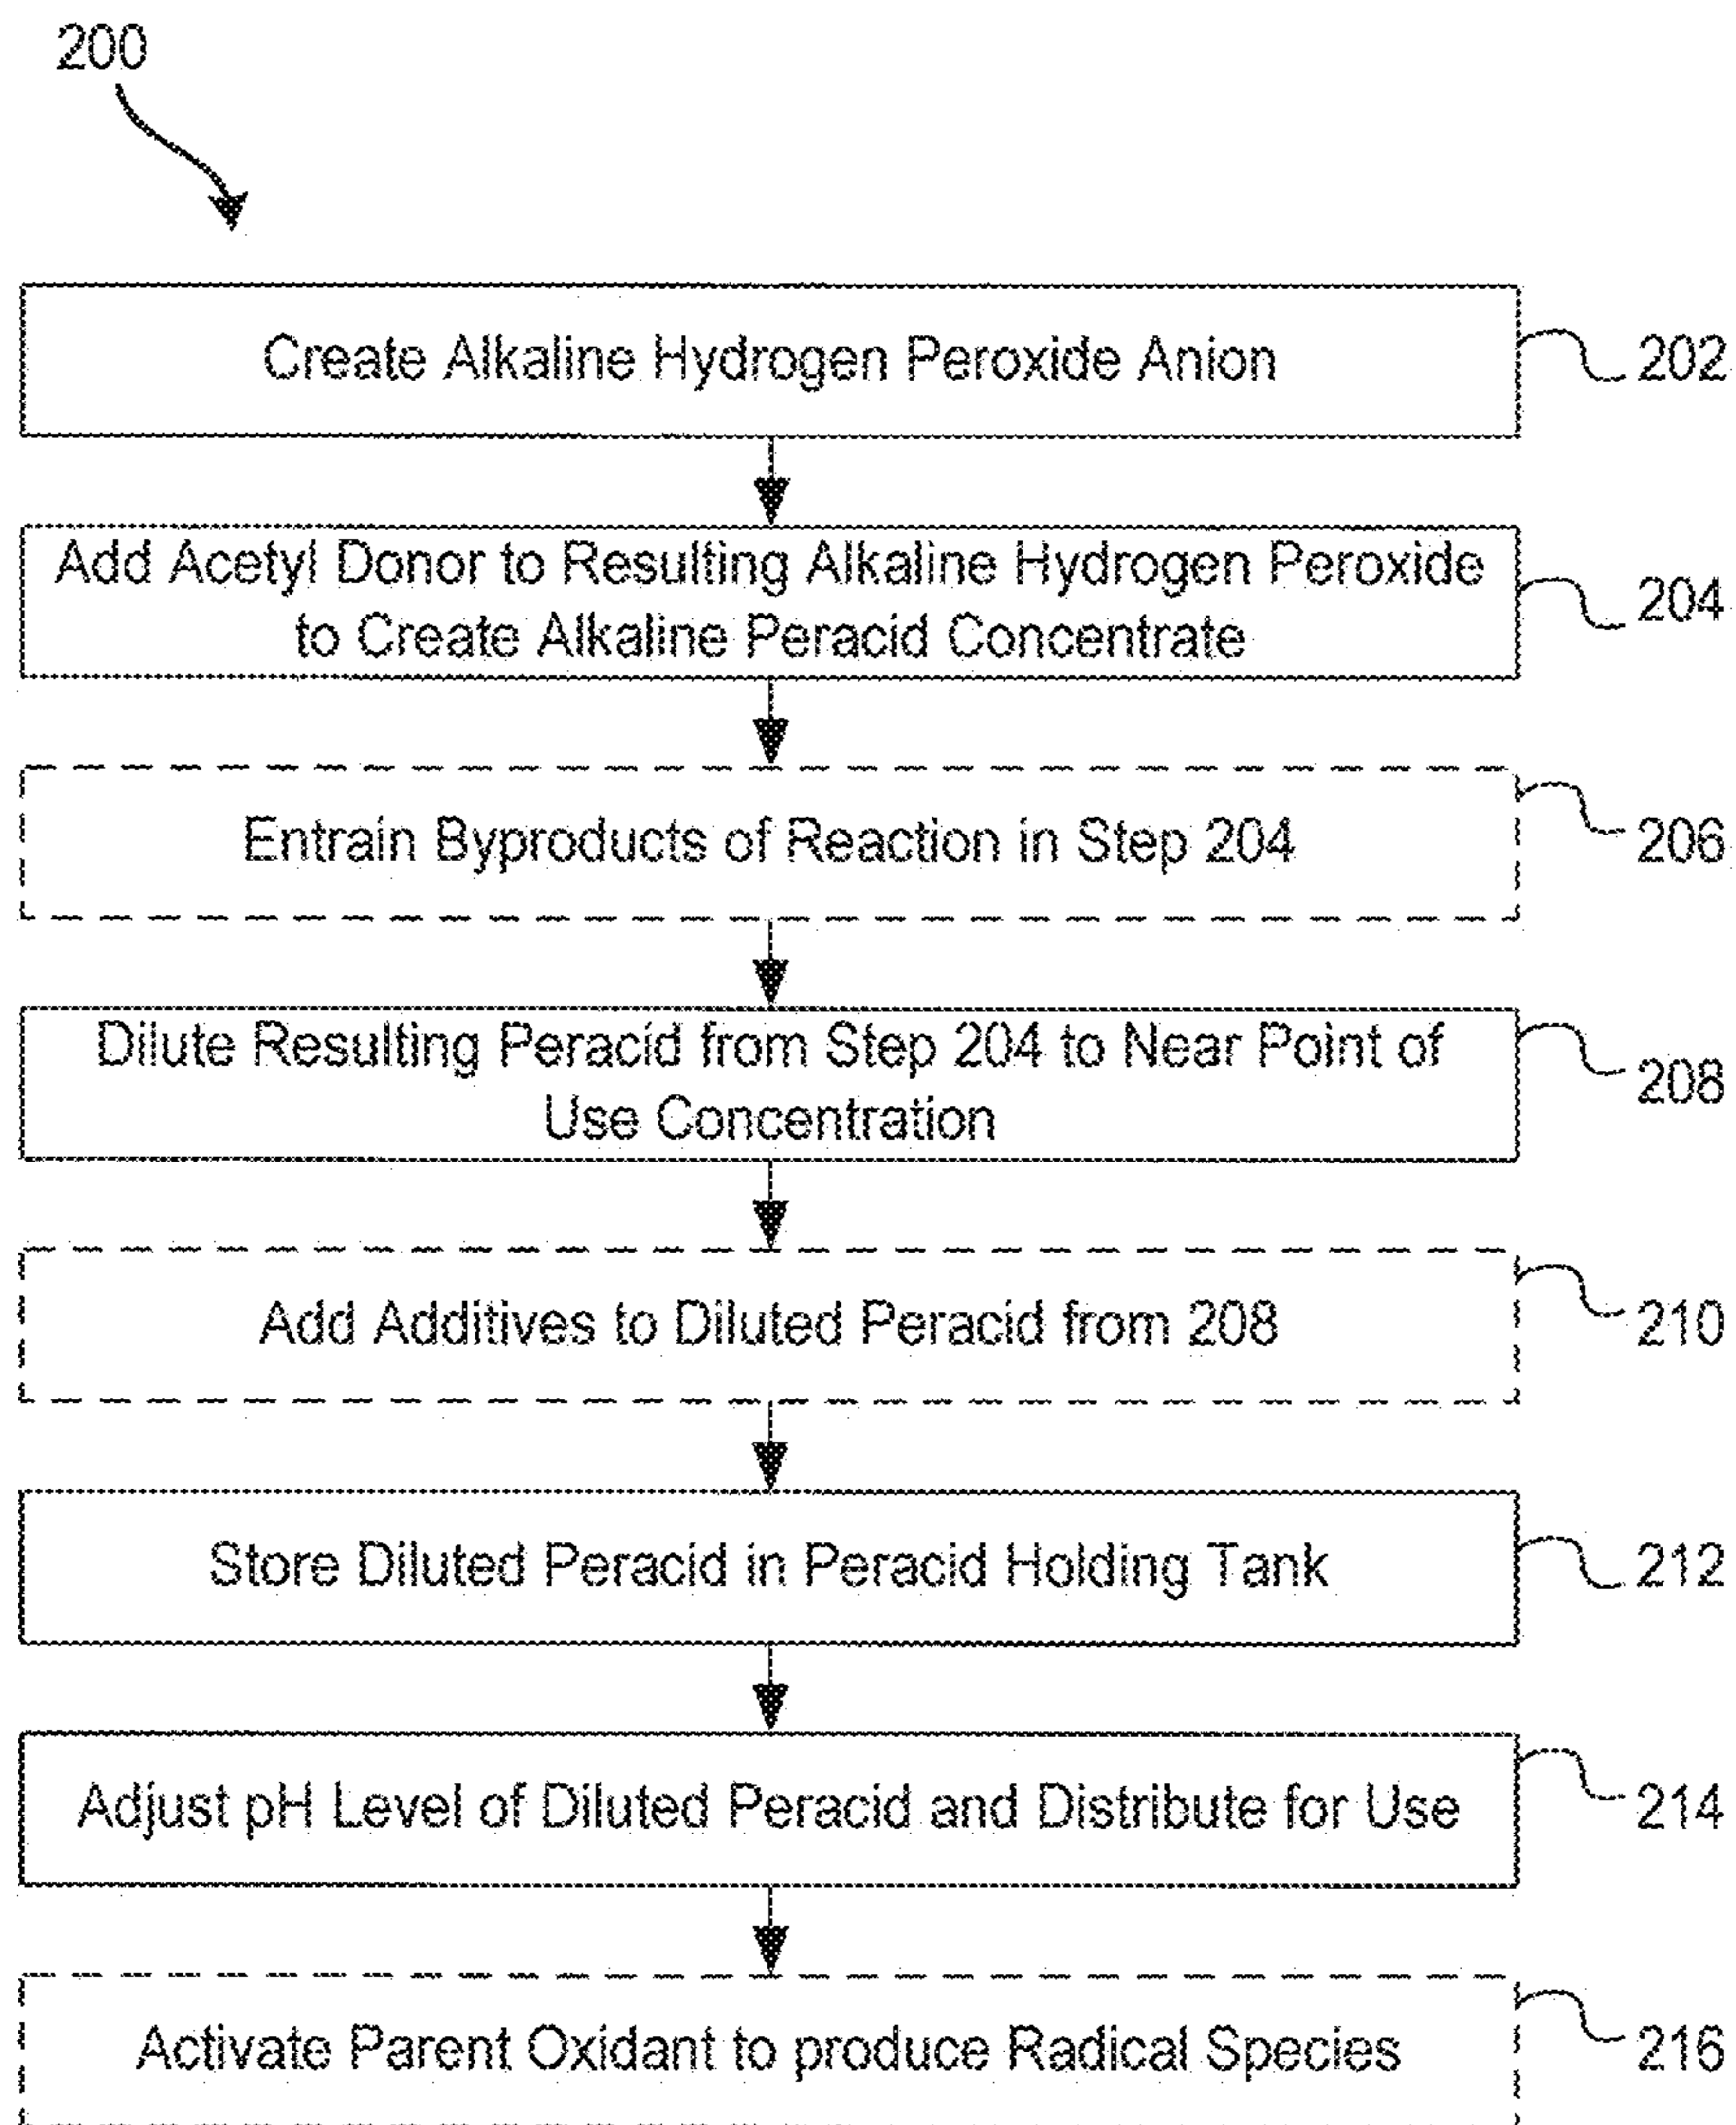 200
Create Alkaline Hydrogen Peroxide Anion
202
Add Acetyl Donor to Resulting Alkaline Hydrogen Peroxide
to Create Alkaline Peracid Concentrate
204
Entrain Byproducts of Reaction in Step 204
206
Dilute Resulting Peracid from Step 204 to Near Point of
Use Concentration
208
Add Additives to Diluted Peracid from 208
210
Store Diluted Peracid in Peracid Holding Tank
212
Adjust pH Level of Diluted Peracid and Distribute for Use
214
Activate Parent Oxidant to produce Radical Species
216